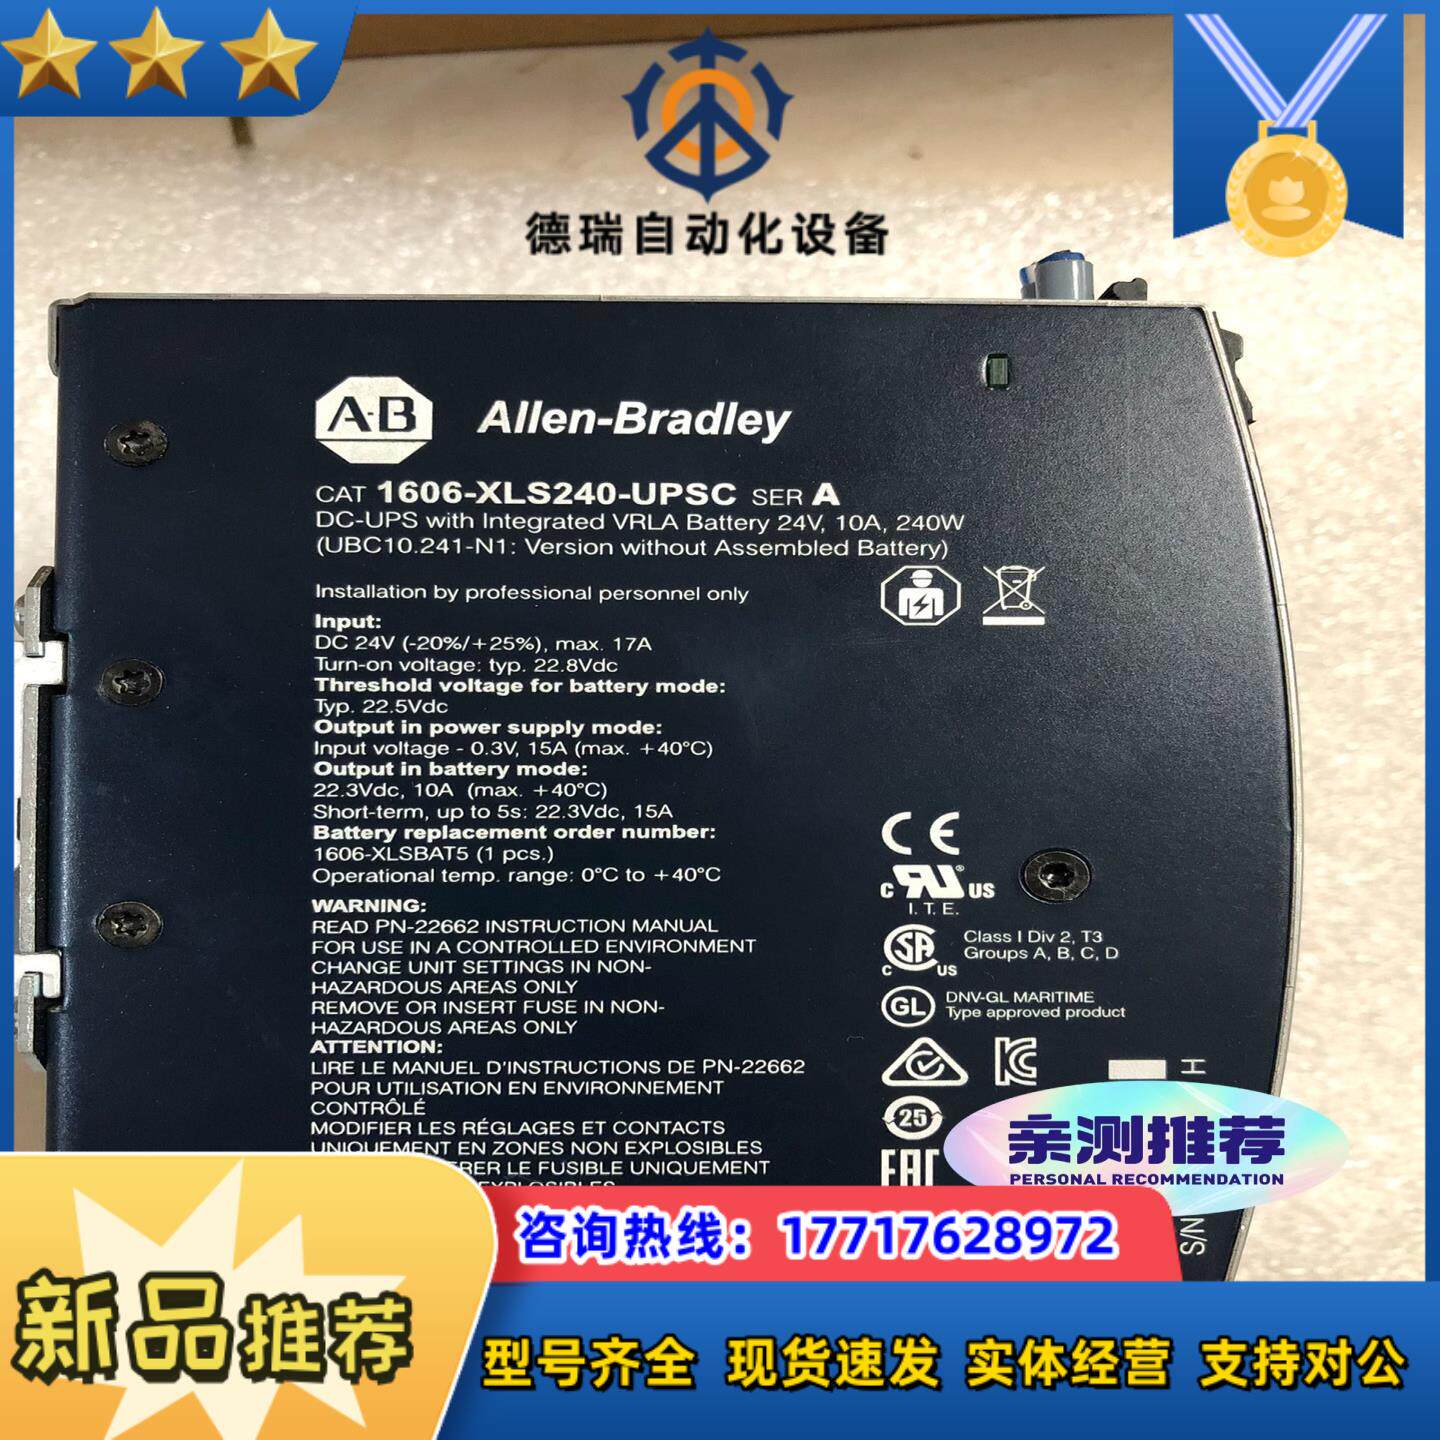 德瑞自动化设备
A-B Allen-Bradley
CAT 1606-XLS240-UPSC SER A
DC-UPS with Integrated VRLA Battery 24V, 10A, 240W
(UBC10.241-N1: Version without Assembled Battery)
Installation by professional personnel only
Input:
DC 24V (-20%/+25%), max. 17A
Turn-on voltage: typ. 22.8Vdc
Threshold voltage for battery mode:
Typ. 22.5Vdc
Output in power supply mode:
Input voltage - 0.3V, 15A (max. +40°C)
Output in battery mode:
22.3Vdc, 10A (max. +40°C)
Short-term, up to 5s: 22.3Vdc, 15A
Battery replacement order number:
1606-XLSBAT5 (1 pcs.)
Operational temp. range: 0°C to +40°C
WARNING:
READ PN-22662 INSTRUCTION MANUAL
FOR USE IN A CONTROLLED ENVIRONMENT
CHANGE UNIT SETTINGS IN NON-
HAZARDOUS AREAS ONLY
REMOVE OR INSERT FUSE IN NON-
HAZARDOUS AREAS ONLY
ATTENTION:
LIRE LE MANUEL D'INSTRUCTIONS DE PN-22662
POUR UTILISATION EN ENVIRONNEMENT
CONTRÔLÉ
MODIFIER LES RÉGLAGES ET CONTACTS
UNIQUEMENT EN ZONES NON EXPLOSIBLES
RER LE FUSIBLE UNIQUEMENT
EXPLOSIBLES
CE
c RU ® US
I.T.E.
c SA US
Class I Div 2, T3
Groups A, B, C, D
GL
DNV-GL MARITIME
Type approved product
KC
25
EAC
H
N/S
亲测推荐
PERSONAL RECOMMENDATION
咨询热线：17717628972
新品推荐
型号齐全 现货速发 实体经营 支持对公